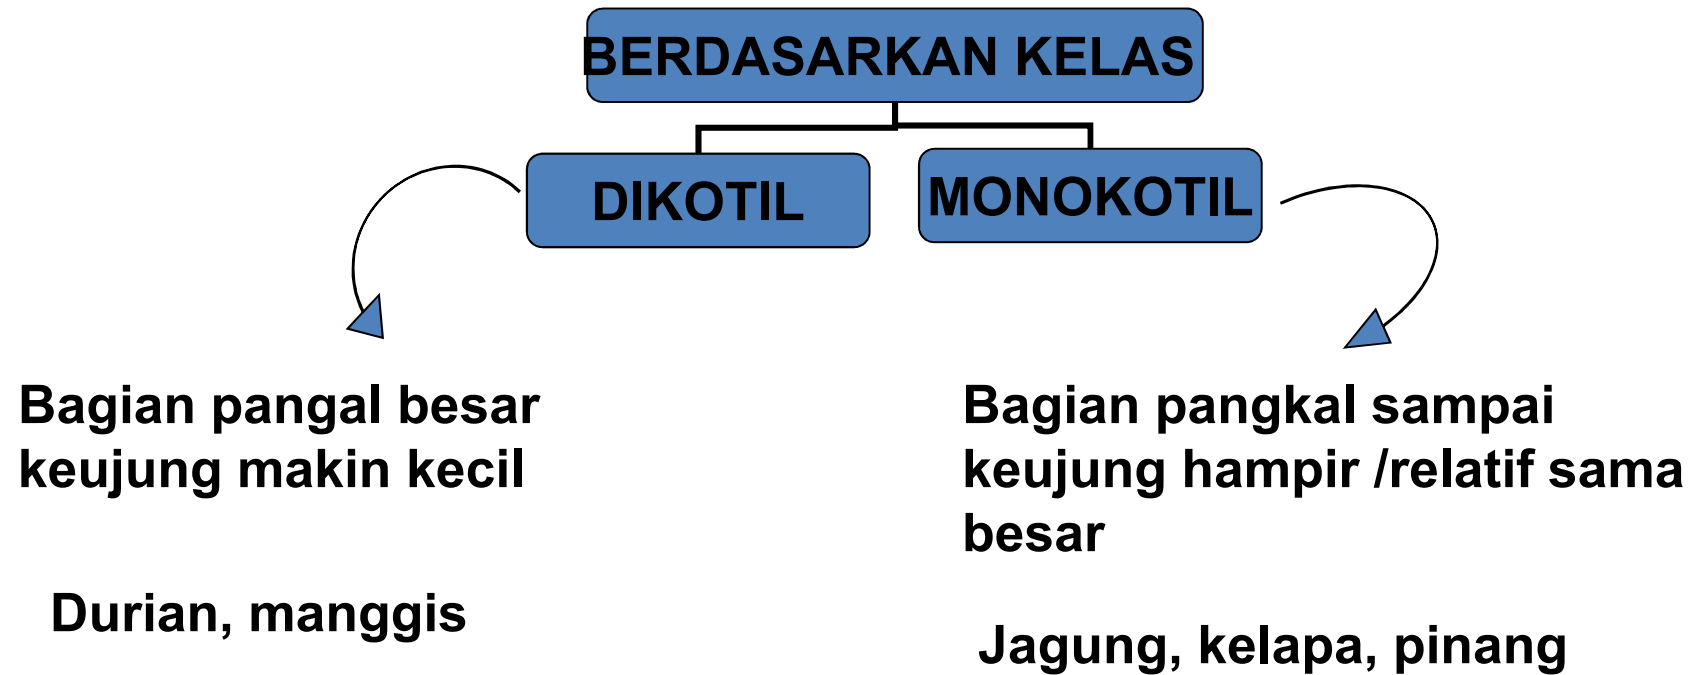 BERDASARKAN KELAS
DIKOTIL
MONOKOTIL
Bagian pangal besar
keujung makin kecil
Durian, manggis
Bagian pangkal sampai
keujung hampir /relatif sama
besar
Jagung, kelapa, pinang